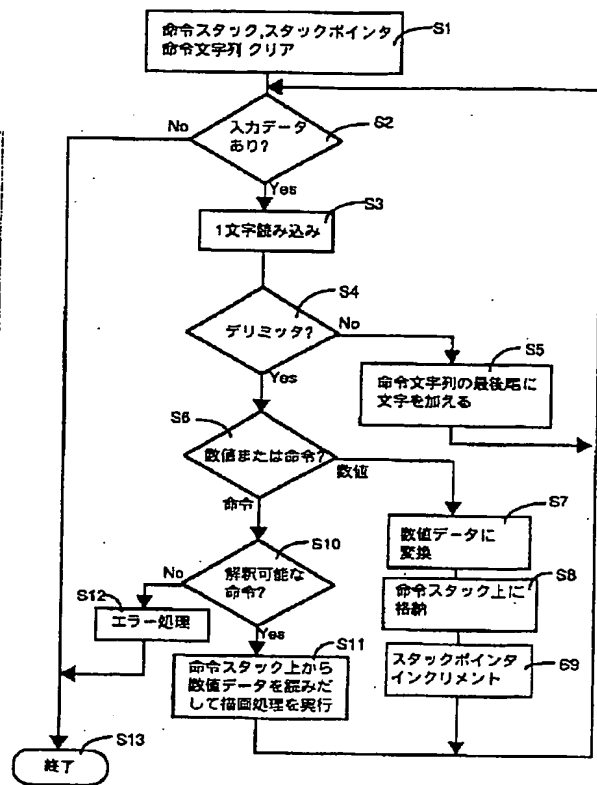 命令スタック,スタックポインタ
命令文字列 クリア
S1
入力データ
あり?
S2
No
Yes
S3
1文字読み込み
S4
デリミッタ?
No
Yes
S5
命令文字列の最後尾に
文字を加える
S6
数値または命令?
数値
命令
S7
数値データに
変換
S10
解釈可能な
命令?
No
Yes
S8
命令スタック上に
格納
S12
エラー処理
S11
命令スタック上から
数値データを読みだ
して描画処理を実行
S9
スタックポインタ
インクリメント
S13
終了